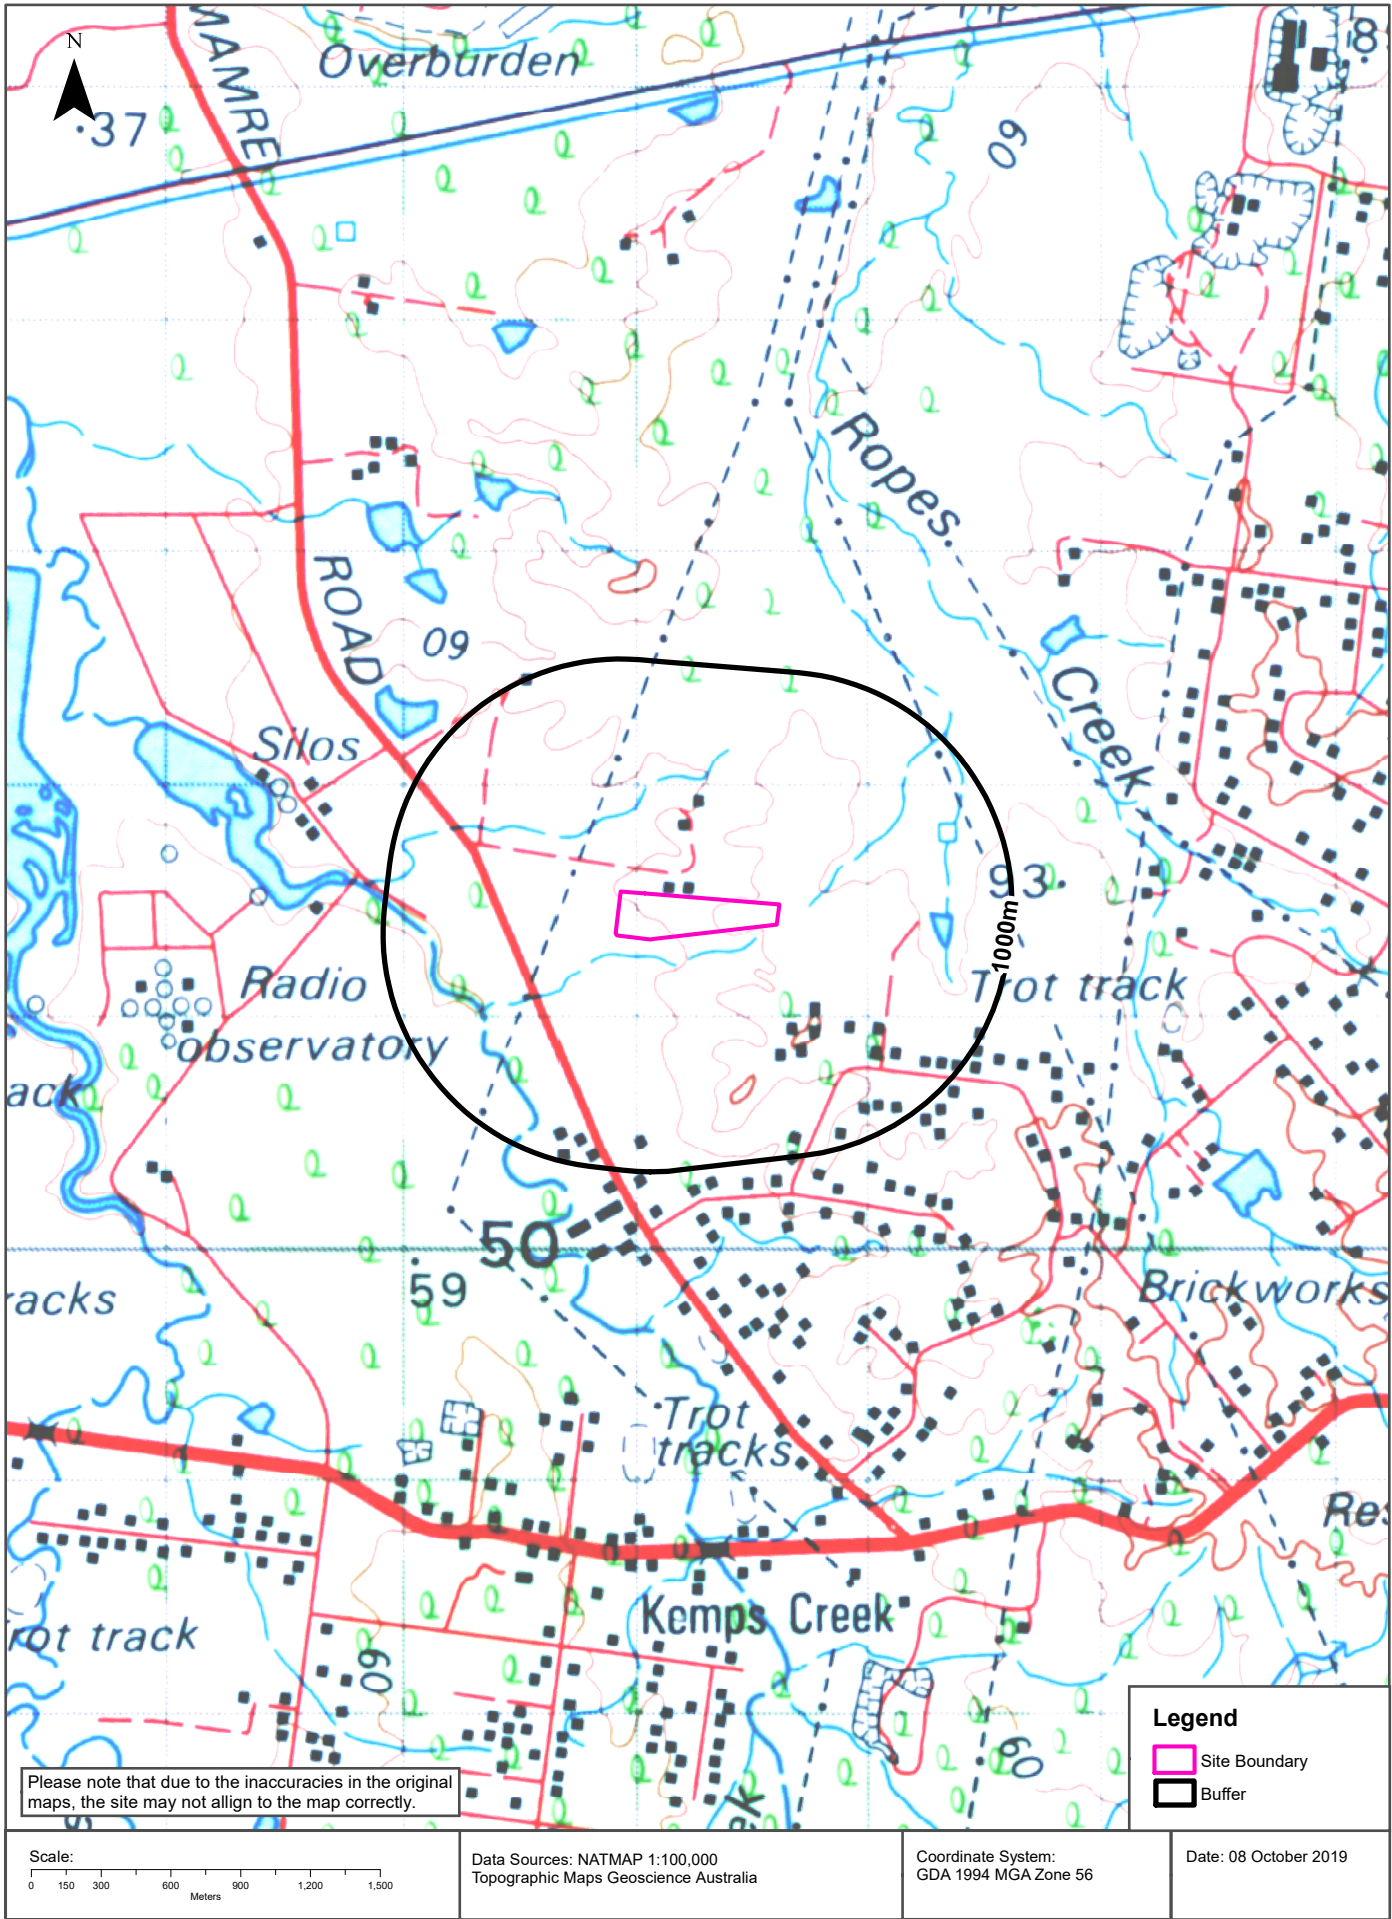 Overburden
8
N
MAMRE
37
60
Ropes
ROAD
60
Creek
Silos
93
1000m
Radio
observatory
Trot track
ack
50
59
racks
Brickworks
Trot
tracks
Res
Kemps Creek
rot track
60
60
ek
Legend
Site Boundary
Buffer
Please note that due to the inaccuracies in the original
maps, the site may not allign to the map correctly.
Scale:
0 150 300 600 900 1,200 1,500
Meters
Data Sources: NATMAP 1:100,000
Topographic Maps Geoscience Australia
Coordinate System:
GDA 1994 MGA Zone 56
Date: 08 October 2019